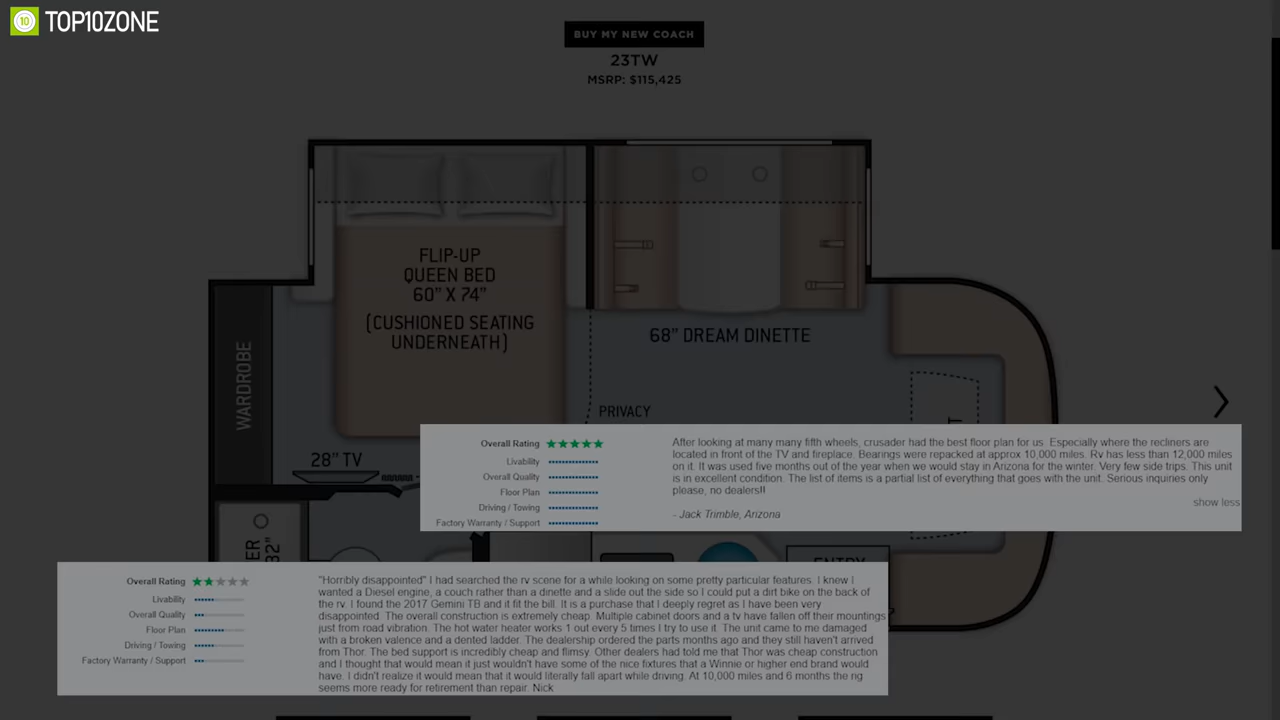 TOP10ZONE
BUY MY NEW COACH
23TW
MSRP: $115,425
FLIP-UP
QUEEN BED
60" X 74"
(CUSHIONED SEATING
UNDERNEATH)
68" DREAM DINETTE
WARDROBE
PRIVACY
28" TV
Overall Rating
Livability
Overall Quality
Floor Plan
Driving / Towing
Factory Warranty / Support
After looking at many many fifth wheels, crusader had the best floor plan for us. Especially where the recliners are
located in front of the TV and fireplace. Bearings were repacked at approx 10,000 miles. Rv has less than 12,000 miles
on it. It was used five months out of the year when we would stay in Arizona for the winter. Very few side trips. This unit
is in excellent condition. The list of items is a partial list of everything that goes with the unit. Serious inquiries only
please, no dealers!!
show less
- Jack Trimble, Arizona
ENTRY
Overall Rating
Livability
Overall Quality
Floor Plan
Driving / Towing
Factory Warranty / Support
"Horribly disappointed" I had searched the rv scene for a while looking on some pretty particular features. I knew I
wanted a Diesel engine, a couch rather than a dinette and a slide out the side so I could put a dirt bike on the back of
the rv. I found the 2017 Gemini TB and it fit the bill. It is a purchase that I deeply regret as I have been very
disappointed. The overall construction is extremely cheap. Multiple cabinet doors and a tv have fallen off their mountings
just from road vibration. The hot water heater works 1 out every 5 times I try to use it. The unit came to me damaged
with a broken valence and a dented ladder. The dealership ordered the parts months ago and they still haven't arrived
from Thor. The bed support is incredibly cheap and flimsy. Other dealers had told me that Thor was cheap construction
and I thought that would mean it just wouldn't have some of the nice fixtures that a Winnie or higher end brand would
have. I didn't realize it would mean that it would literally fall apart while driving. At 10,000 miles and 6 months the rig
seems more ready for retirement than repair. Nick